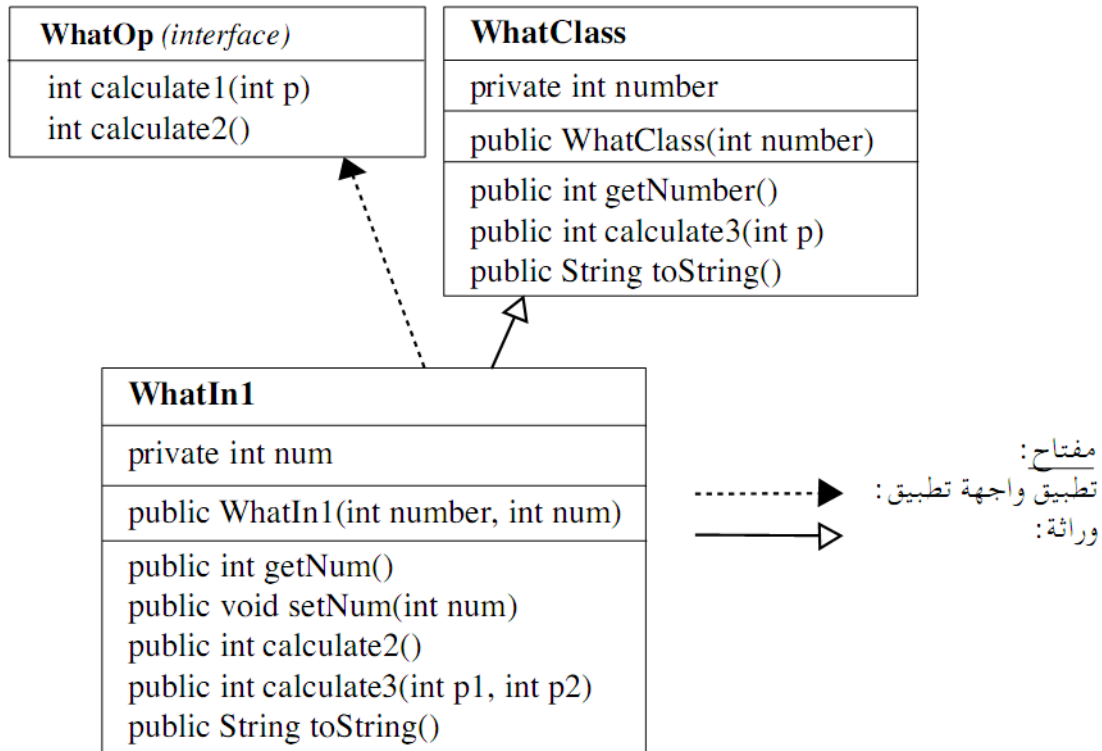 WhatOp (interface)
int calculate1(int p)
int calculate2()
WhatClass
private int number
public WhatClass(int number)
public int getNumber()
public int calculate3(int p)
public String toString()
WhatIn1
private int num
public WhatIn1(int number, int num)
public int getNum()
public void setNum(int num)
public int calculate2()
public int calculate3(int p1, int p2)
public String toString()
مفتاح:
تطبيق واجهة تطبيق:
وراثة: